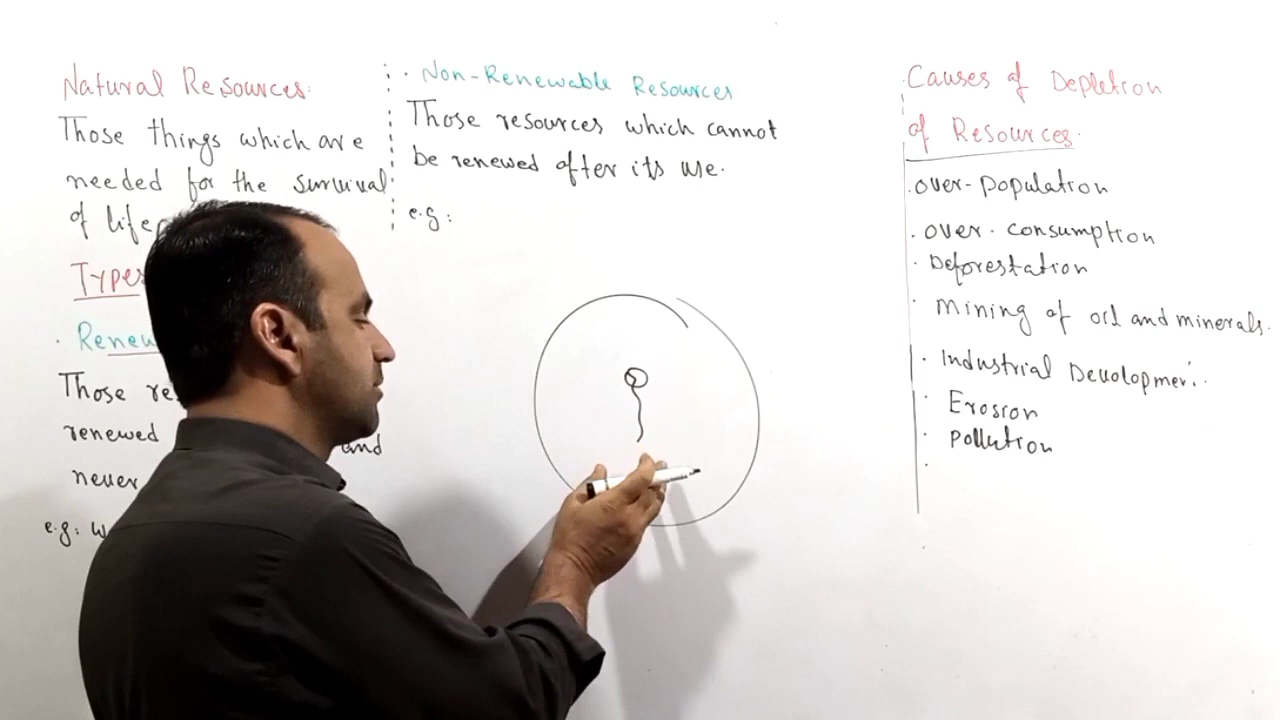 Natural Resources:
Those things which are
needed for the survival
of life
Types
· Renew
Those re
renewed and
never
e.g: w
· Non-Renewable Resources
Those resources which cannot
be renewed after its use.
e.g:
Causes of Depletion
of Resources.
· over-population
· over-consumption
· Deforestation
· Mining of oil and minerals.
· Industrial Developmen
· Erosion
· Pollution
·